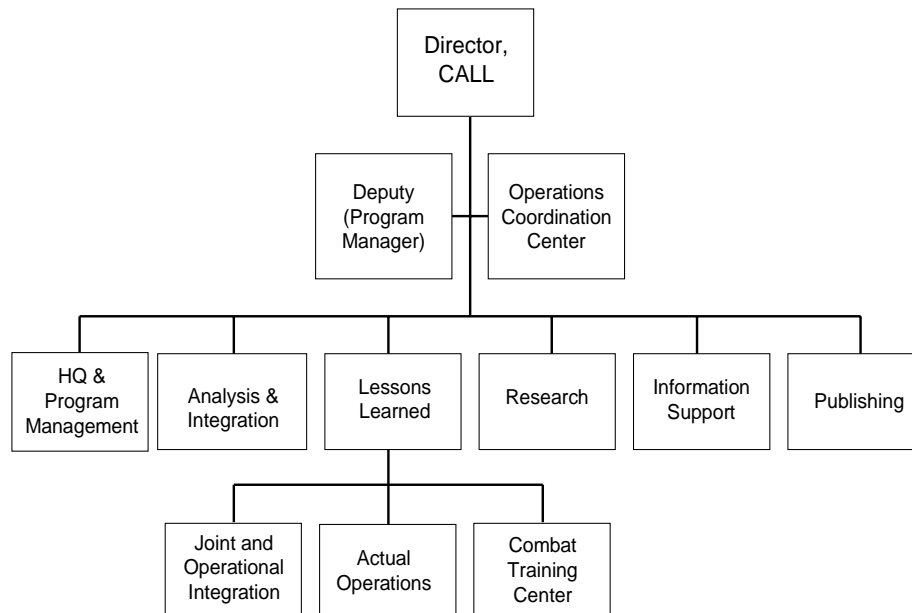 Director,
CALL
Deputy
(Program
Manager)
Operations
Coordination
Center
HQ &
Program
Management
Analysis &
Integration
Lessons
Learned
Research
Information
Support
Publishing
Joint and
Operational
Integration
Actual
Operations
Combat
Training
Center